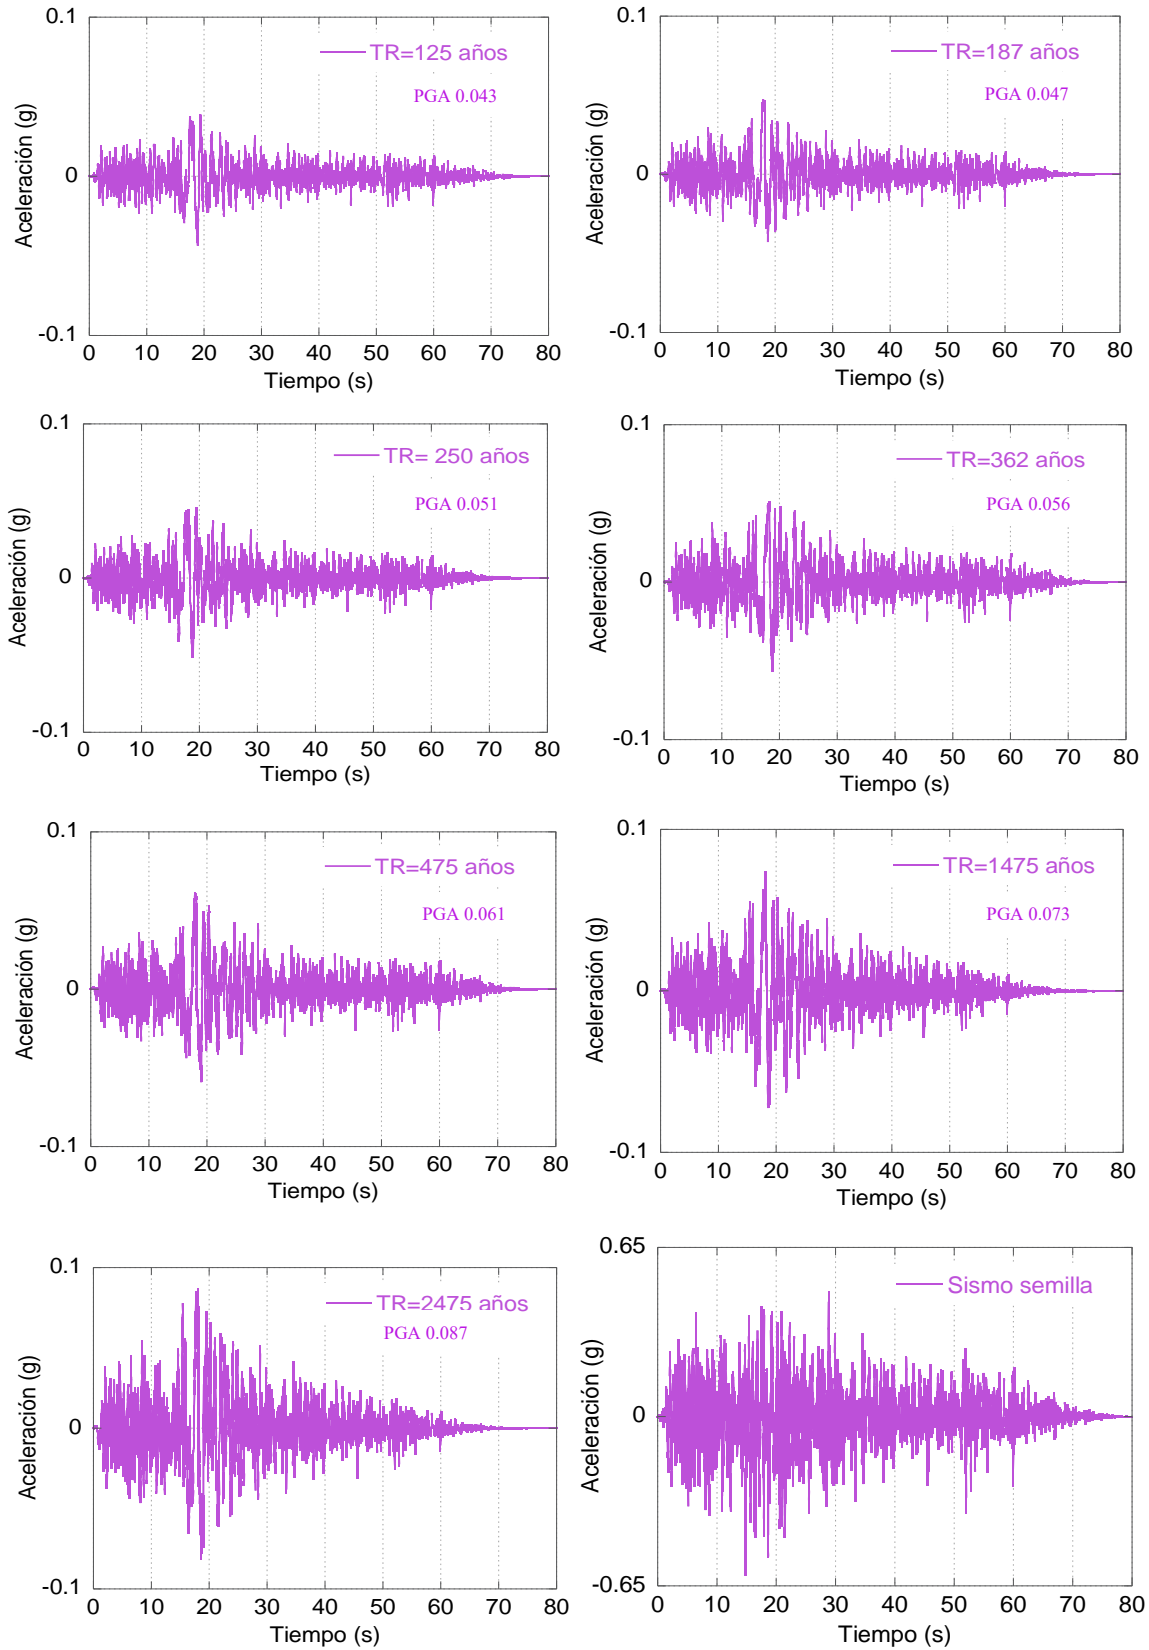 0.1
TR=125 años
PGA 0.043
Aceleración (g)
0
-0.1
0 10 20 30 40 50 60 70 80
Tiempo (s)
0.1
TR=187 años
PGA 0.047
Aceleración (g)
0
-0.1
0 10 20 30 40 50 60 70 80
Tiempo (s)
0.1
TR= 250 años
PGA 0.051
Aceleración (g)
0
-0.1
0 10 20 30 40 50 60 70 80
Tiempo (s)
0.1
TR=362 años
PGA 0.056
Aceleración (g)
0
-0.1
0 10 20 30 40 50 60 70 80
Tiempo (s)
0.1
TR=475 años
PGA 0.061
Aceleración (g)
0
-0.1
0 10 20 30 40 50 60 70 80
Tiempo (s)
0.1
TR=1475 años
PGA 0.073
Aceleración (g)
0
-0.1
0 10 20 30 40 50 60 70 80
Tiempo (s)
0.1
TR=2475 años
PGA 0.087
Aceleración (g)
0
-0.1
0 10 20 30 40 50 60 70 80
Tiempo (s)
0.65
Sismo semilla
Aceleración (g)
0
-0.65
0 10 20 30 40 50 60 70 80
Tiempo (s)